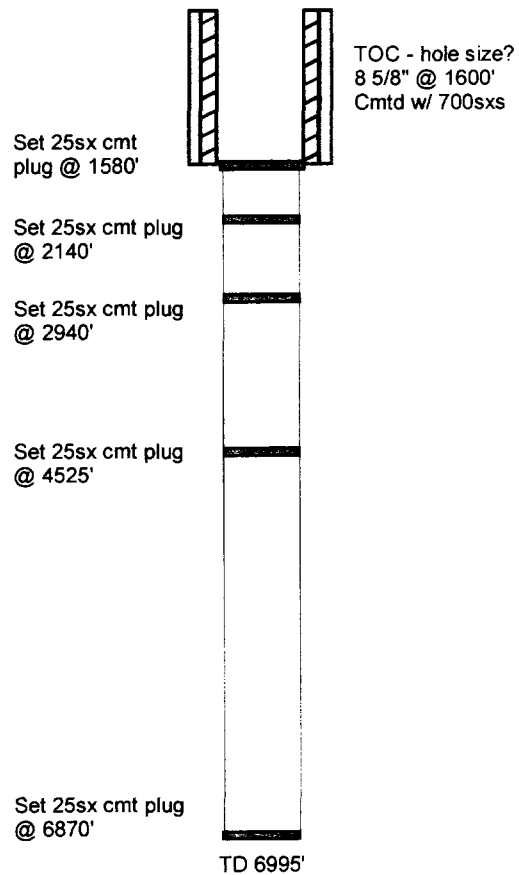 TOC - hole size?
8 5/8" @ 1600'
Cmtd w/ 700sxs
Set 25sx cmt
plug @ 1580'
Set 25sx cmt plug
@ 2140'
Set 25sx cmt plug
@ 2940'
Set 25sx cmt plug
@ 4525'
Set 25sx cmt plug
@ 6870'
TD 6995'